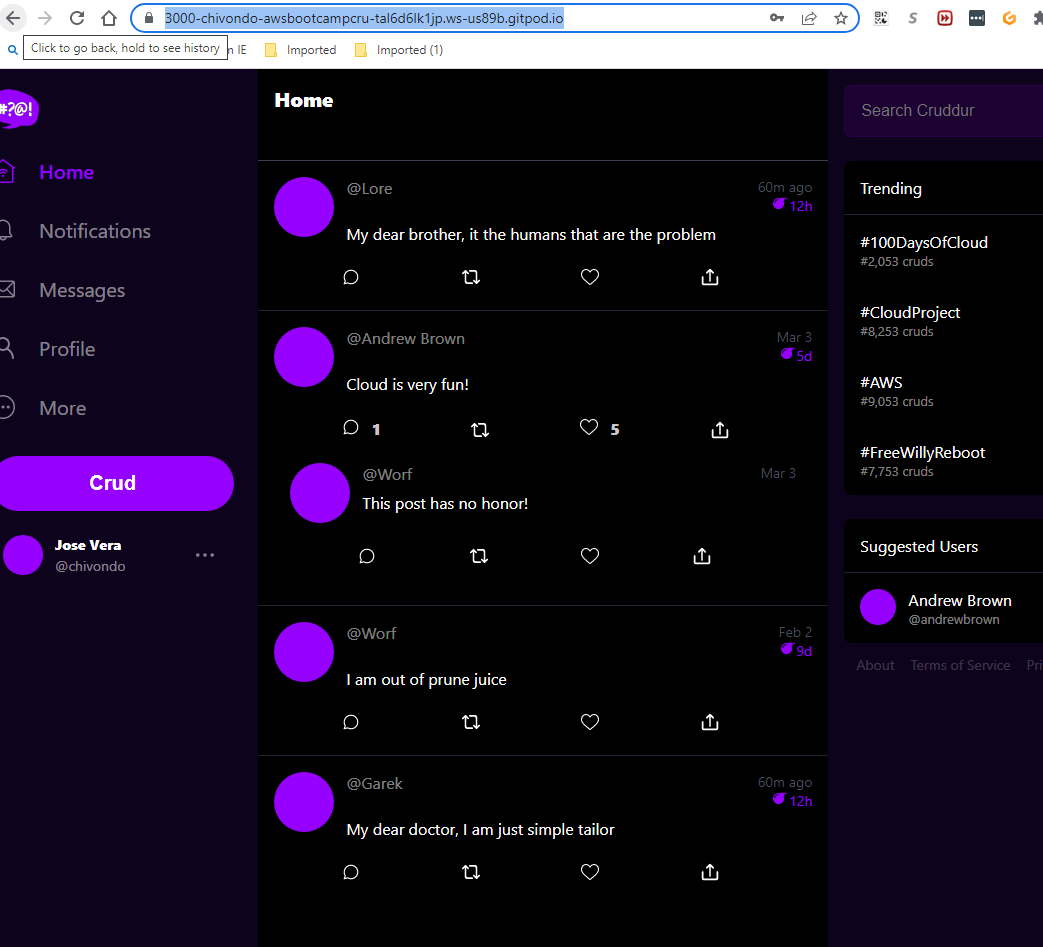 3000-chivondo-awsbootcampcru-tal6d6lk1jp.ws-us89b.gitpod.io
Click to go back, hold to see history
n IE
Imported
Imported (1)
#?@!
Home
Notifications
Messages
Profile
More
Crud
Jose Vera
@chivondo
Home
@Lore
60m ago
12h
My dear brother, it the humans that are the problem
@Andrew Brown
Mar 3
5d
Cloud is very fun!
1
5
@Worf
Mar 3
This post has no honor!
@Worf
Feb 2
9d
I am out of prune juice
@Garek
60m ago
12h
My dear doctor, I am just simple tailor
Search Cruddur
Trending
#100DaysOfCloud
#2,053 cruds
#CloudProject
#8,253 cruds
#AWS
#9,053 cruds
#FreeWillyReboot
#7,753 cruds
Suggested Users
Andrew Brown
@andrewbrown
About
Terms of Service
Pri